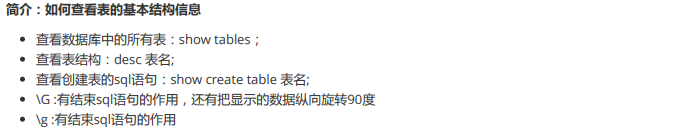 简介：如何查看表的基本结构信息
查看数据库中的所有表：show tables；
查看表结构：desc 表名;
查看创建表的sql语句：show create table 表名;
\G :有结束sql语句的作用，还有把显示的数据纵向旋转90度
\g :有结束sql语句的作用